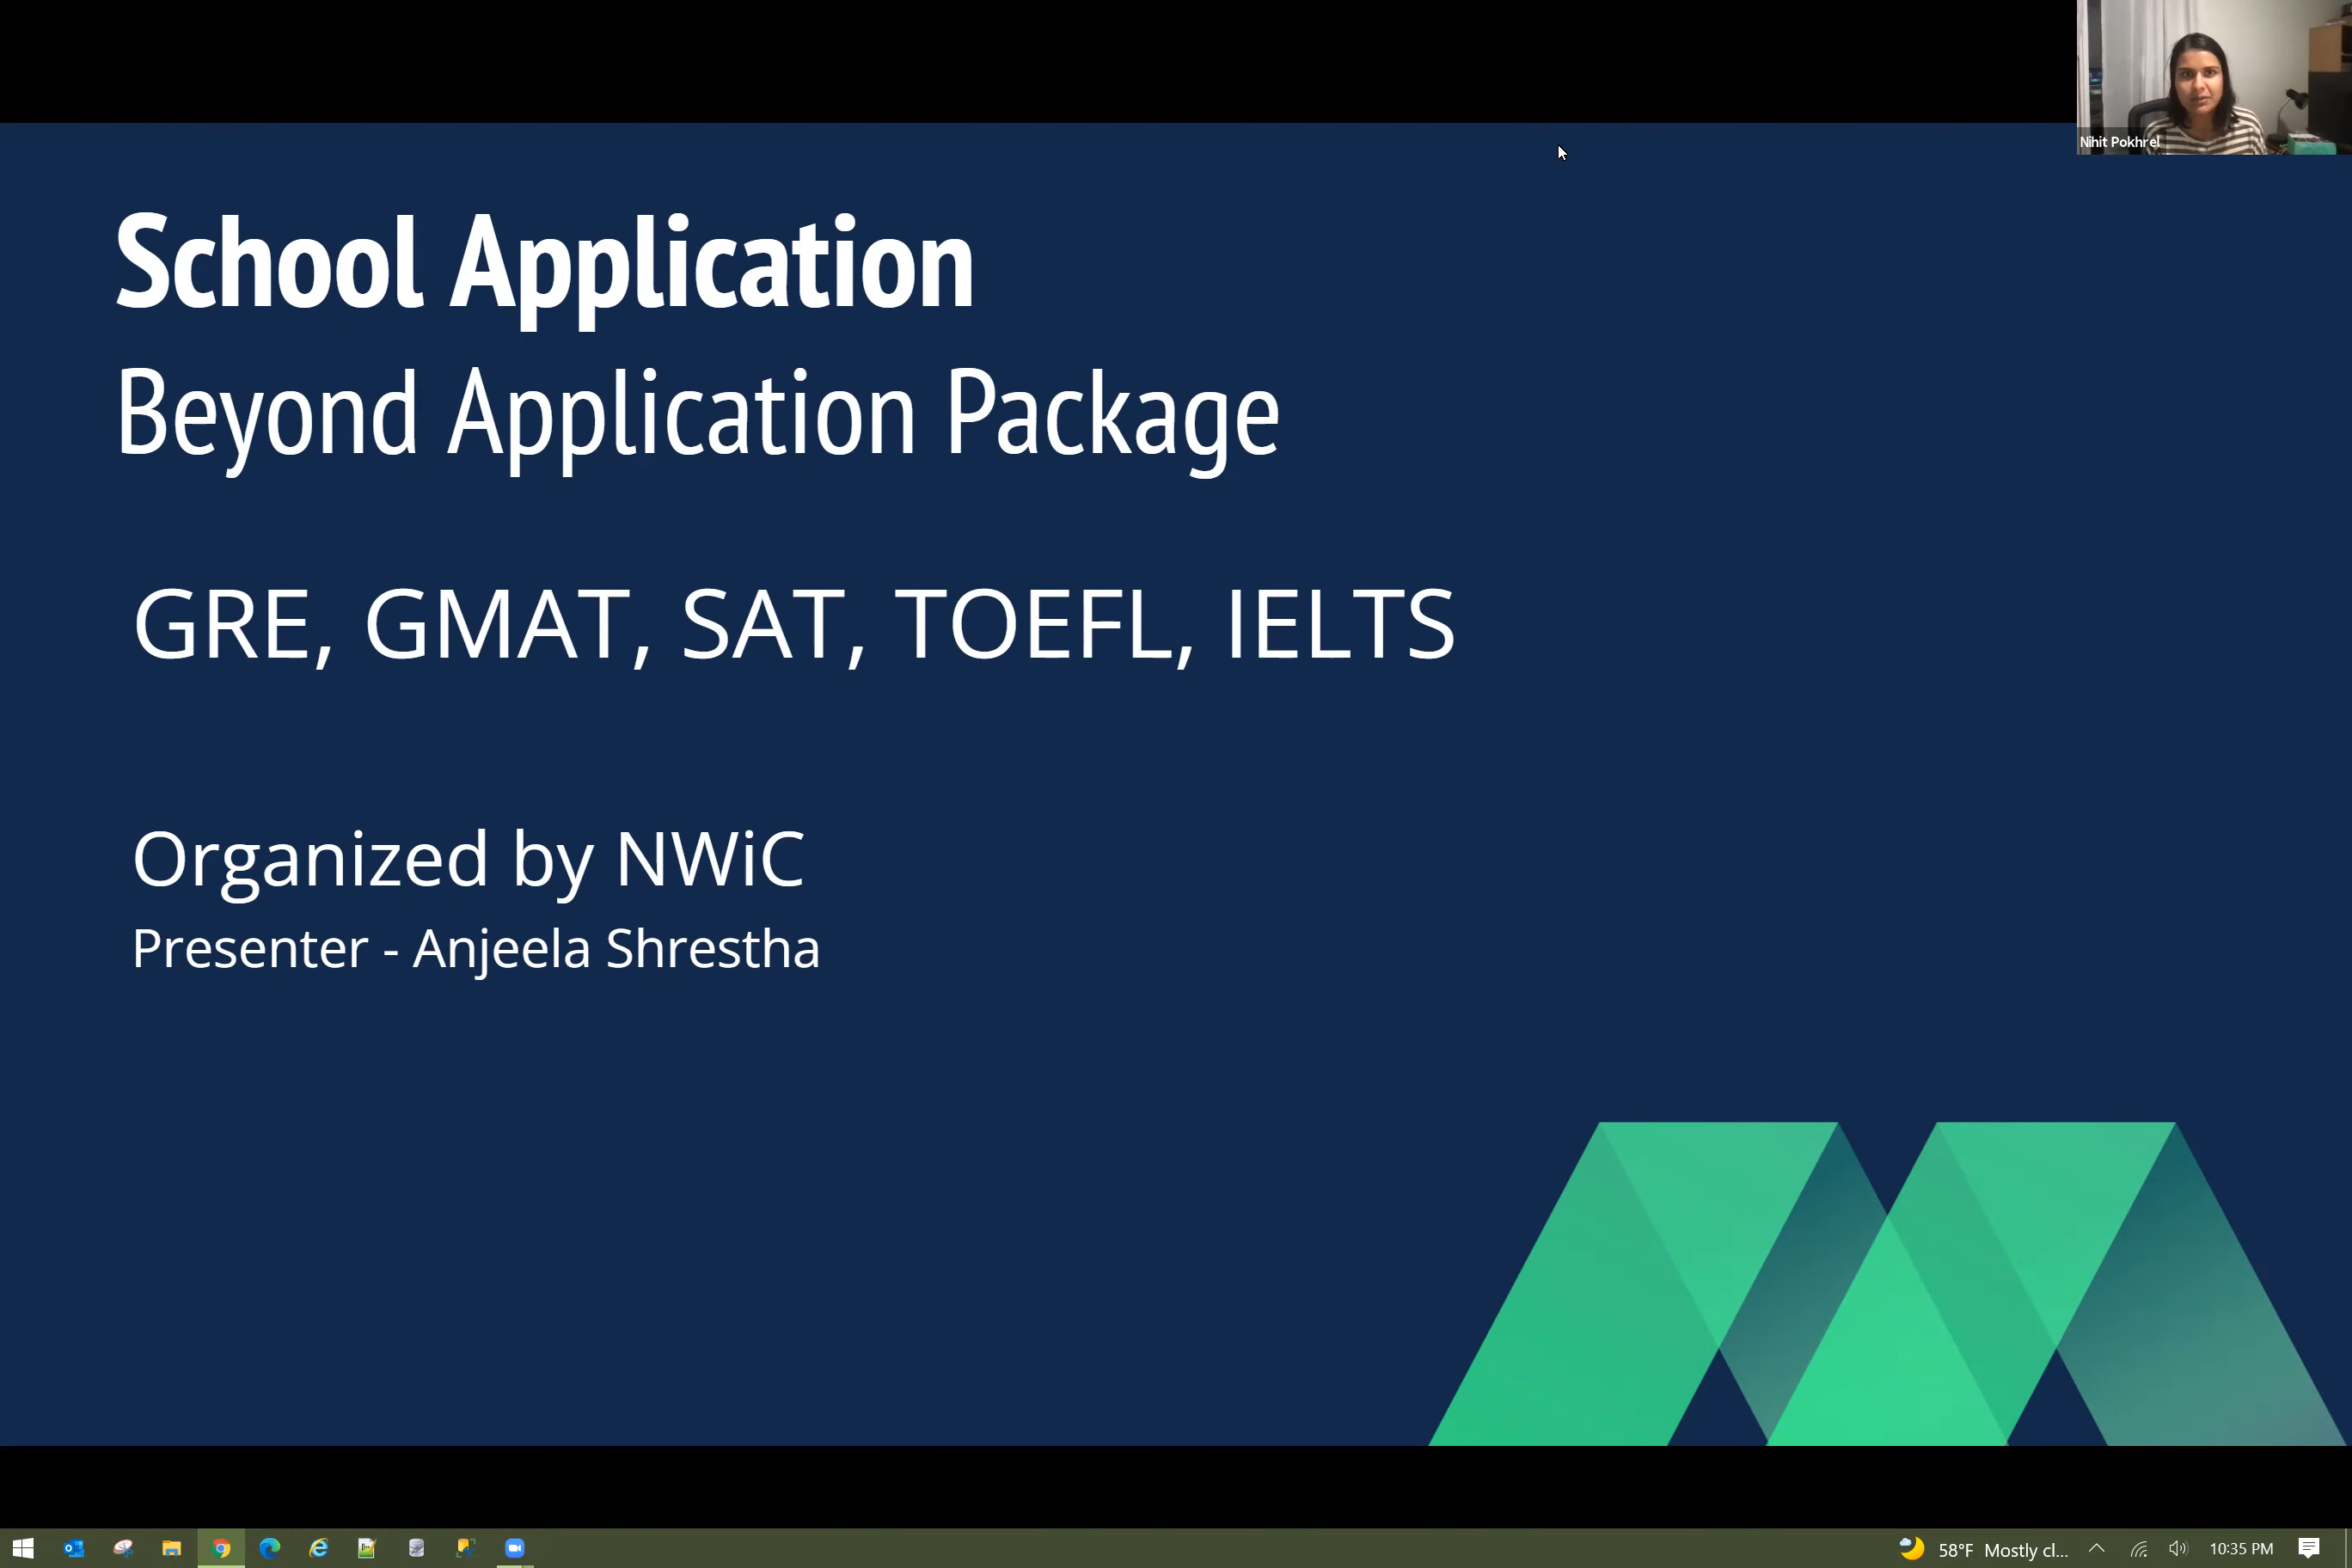 Nihit Pokhrel
School Application
Beyond Application Package
GRE, GMAT, SAT, TOEFL, IELTS
Organized by NWiC
Presenter - Anjeela Shrestha
58°F Mostly cl... 10:35 PM